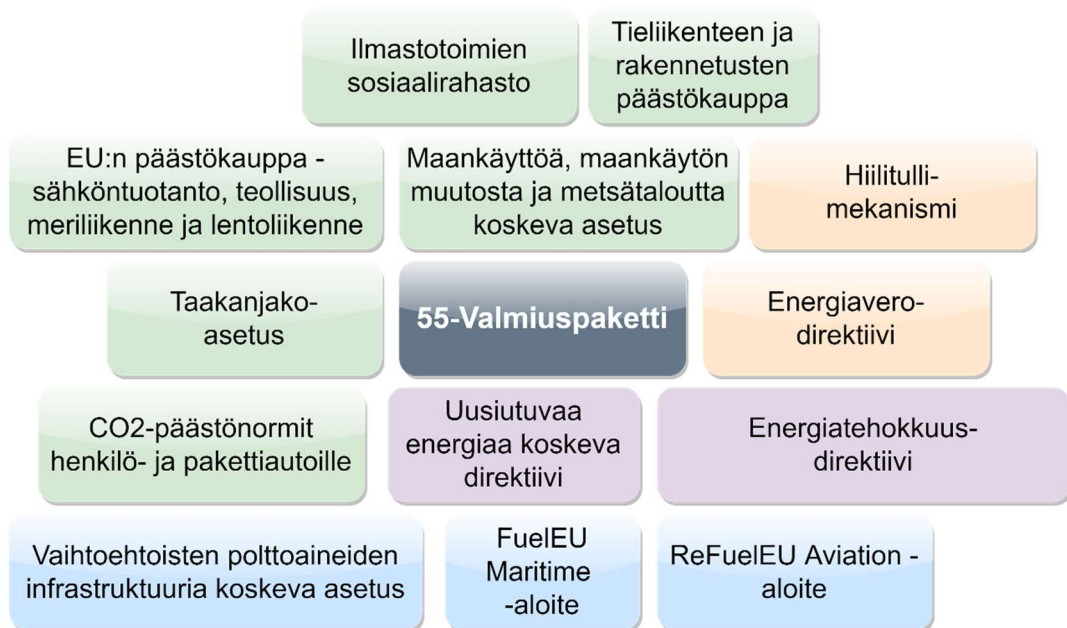 Ilmastotoimien
sosiaalirahasto
Tieliikenteen ja
rakennetusten
päästökauppa
EU:n päästökauppa -
sähköntuotanto, teollisuus,
meriliikenne ja lentoliikenne
Maankäyttöä, maankäytön
muutosta ja metsätaloutta
koskeva asetus
Hiilitulli-
mekanismi
Taakanjako-
asetus
55-Valmiuspaketti
Energiavero-
direktiivi
CO2-päästönormit
henkilö- ja pakettiautoille
Uusiutuvaa
energiaa koskeva
direktiivi
Energiatehokkuus-
direktiivi
Vaihtoehtoisten polttoaineiden
infrastruktuuria koskeva asetus
FuelEU
Maritime
-aloite
ReFuelEU Aviation -
aloite